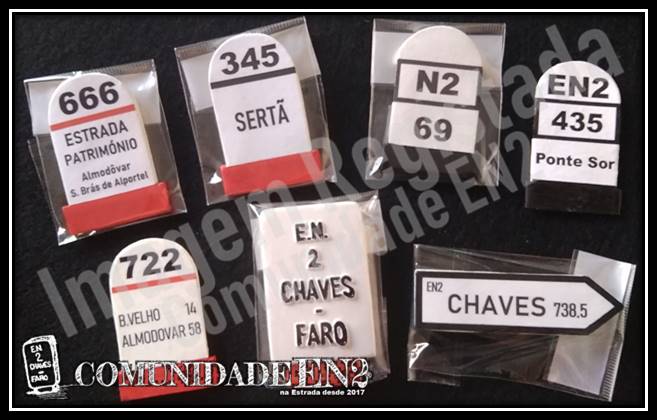 666
ESTRADA
PATRIMÓNIO
Almodôvar
S. Brás de Alportel
345
SERTÃ
N2
69
EN2
435
Ponte Sor
722
B.VELHO 14
ALMODOVAR 58
E.N.
2
CHAVES
-
FARO
EN2 CHAVES 738.5
Imagem Registada
Comunidade EN2
EN
2
CHAVES
FARO
COMUNIDADEEN2
na Estrada desde 2017